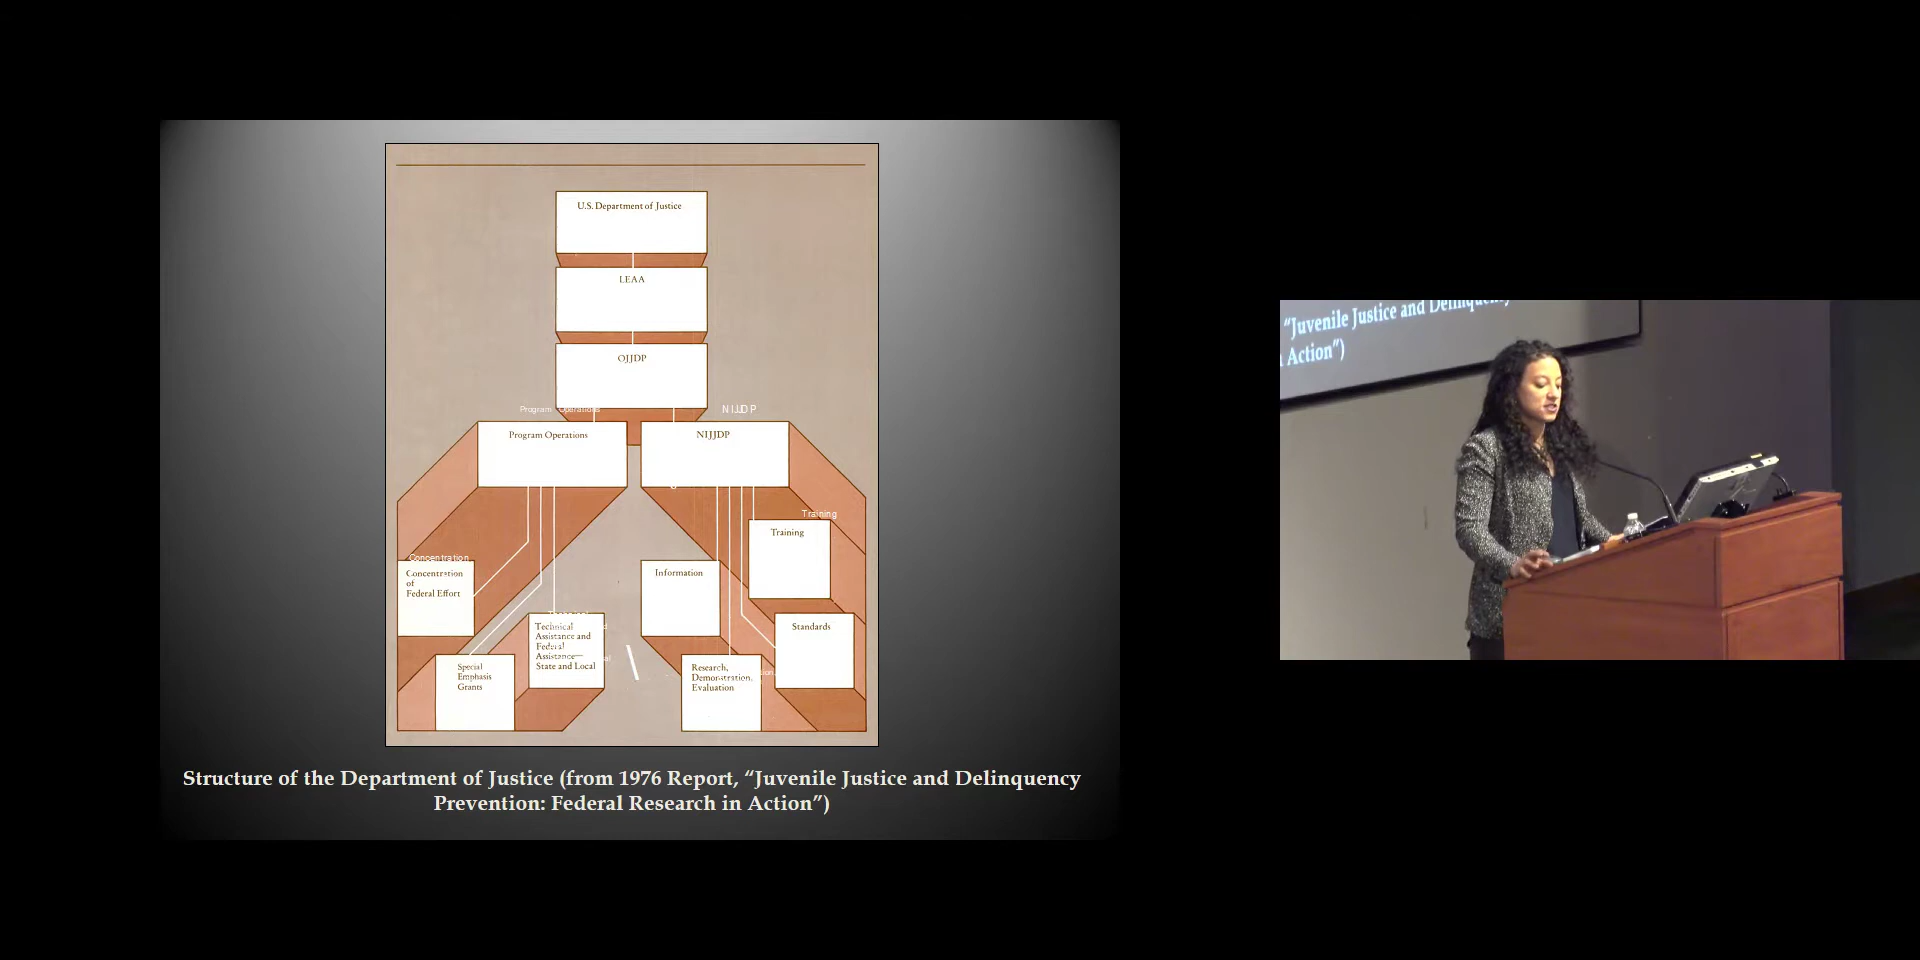 U.S. Department of Justice
LEAA
OJJDP
Program Operations
NIJJDP
Program Operations
NIJJDP
Training
Training
Concentration
Concentration
of
Federal Effort
Information
Technical
Assistance and
Federal
Assistance—
State and Local
Standards
Special
Emphasis
Grants
Research,
Demonstration,
Evaluation
Structure of the Department of Justice (from 1976 Report, “Juvenile Justice and Delinquency
Prevention: Federal Research in Action”)
“Juvenile Justice and Delinquency
Action”)